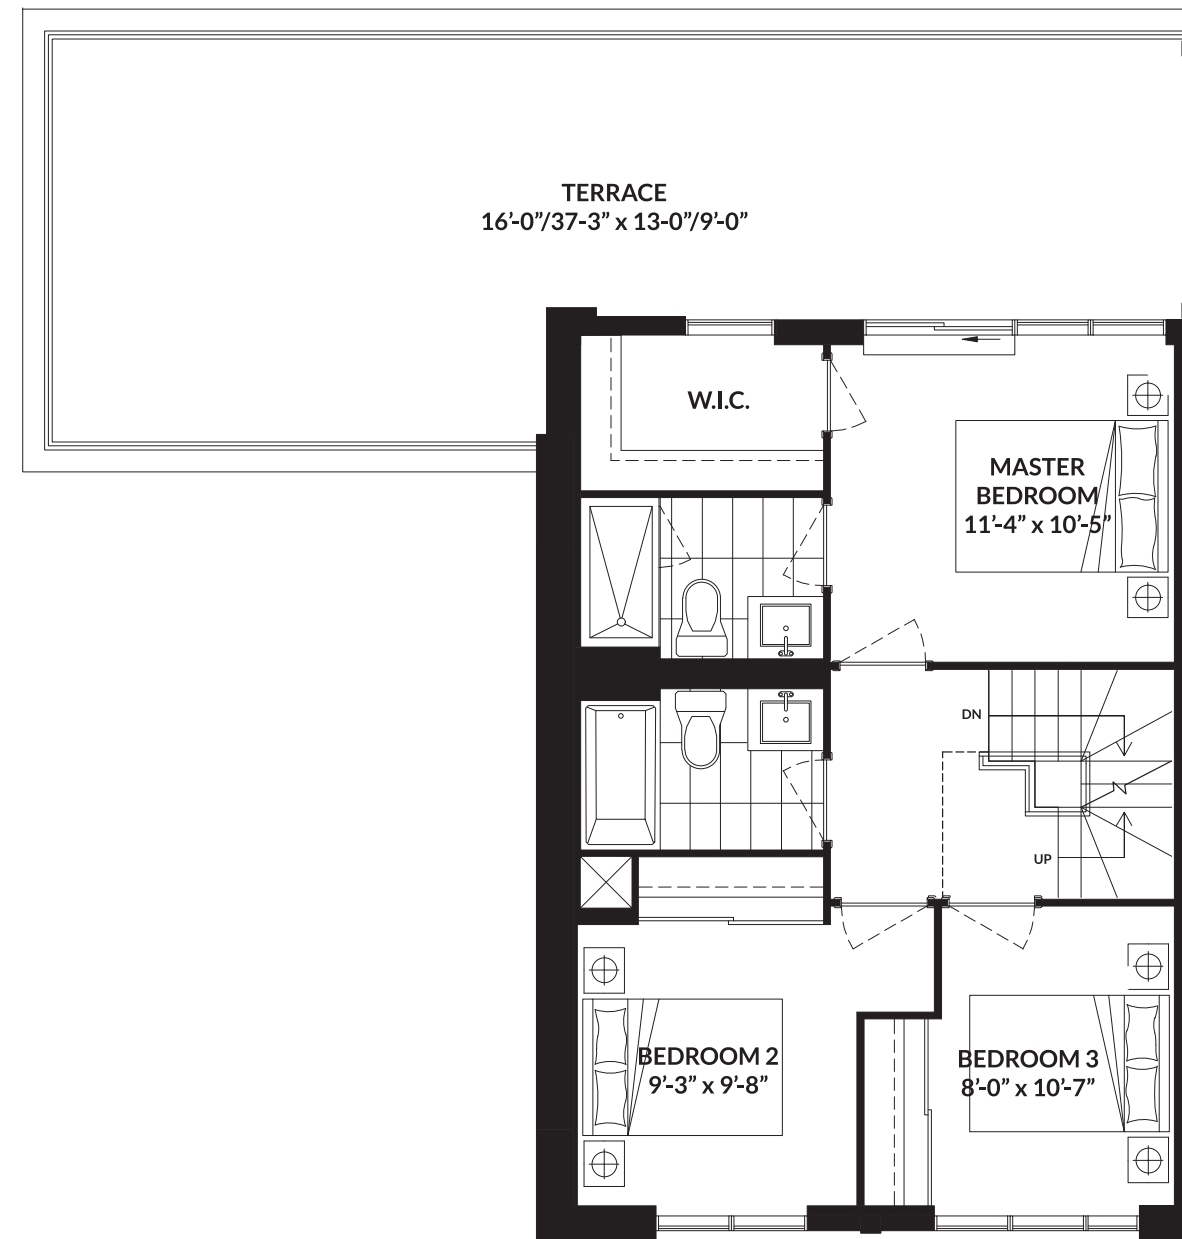 TERRACE
16’-0”/37-3” x 13-0”/9’-0”
W.I.C.
MASTER
BEDROOM
11’-4” x 10’-5”
DN
UP
BEDROOM 2
9’-3” x 9’-8”
BEDROOM 3
8’-0” x 10’-7”